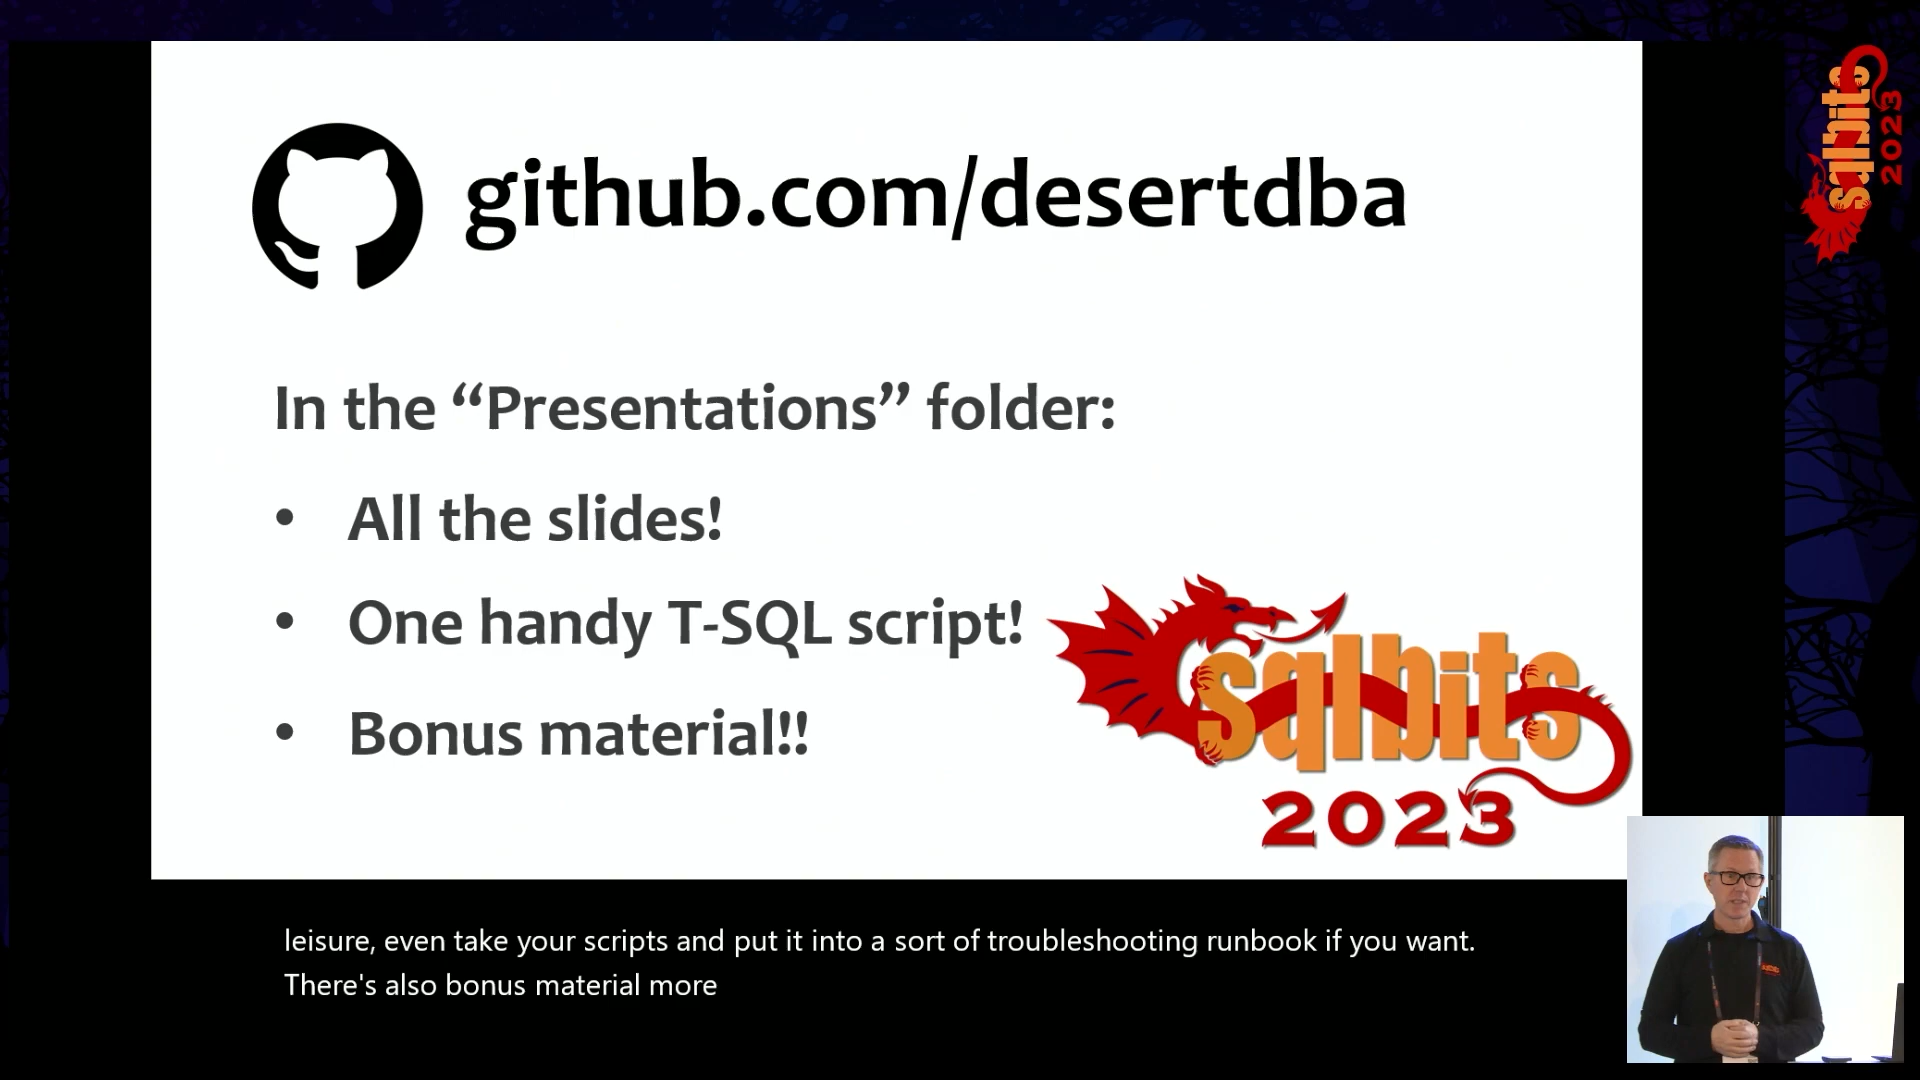 github.com/desertdba
In the “Presentations” folder:
• All the slides!
• One handy T-SQL script!
• Bonus material!!
sqlbits
2023
sqlbits
2023
leisure, even take your scripts and put it into a sort of troubleshooting runbook if you want.
There's also bonus material more